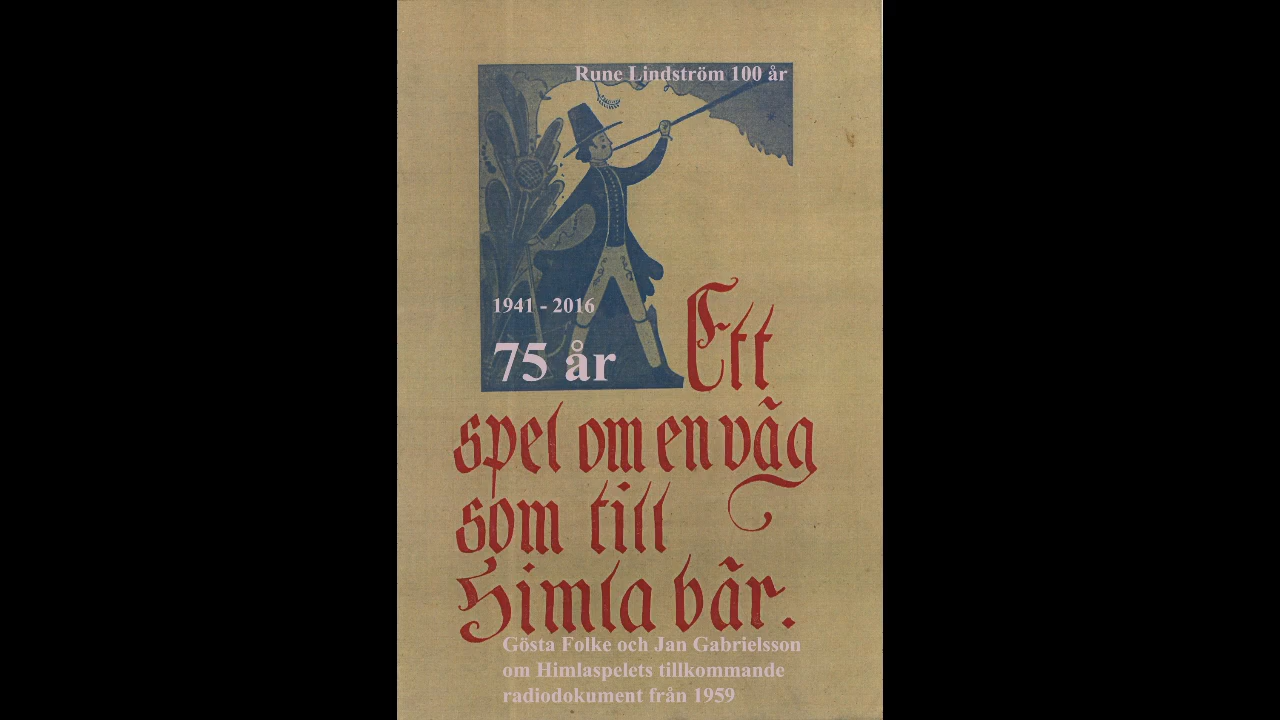 Rune Lindström 100 år
1941 - 2016
75 år
Ett
spel om en väg
som till
Himla bär.
Gösta Folke och Jan Gabrielsson
om Himlaspelets tillkommande
radiodokument från 1959